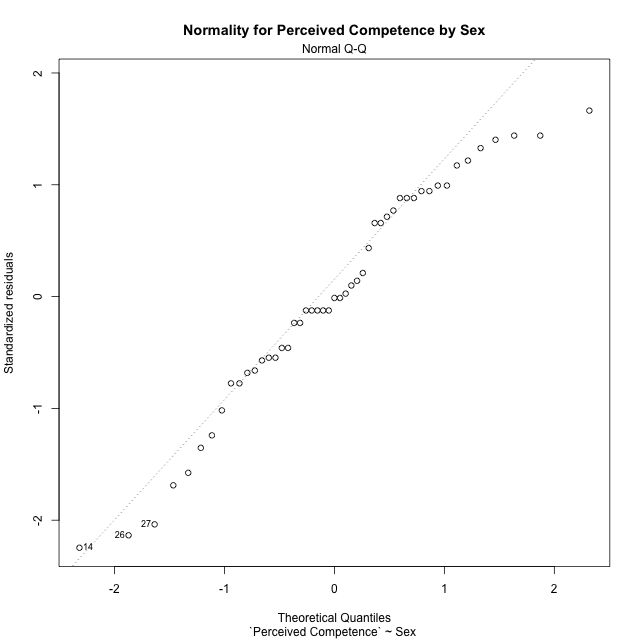 Normality for Perceived Competence by Sex
Normal Q-Q
Standardized residuals
2
1
0
-1
-2
14
26
27
-2
-1
0
1
2
Theoretical Quantiles
`Perceived Competence` ~ Sex